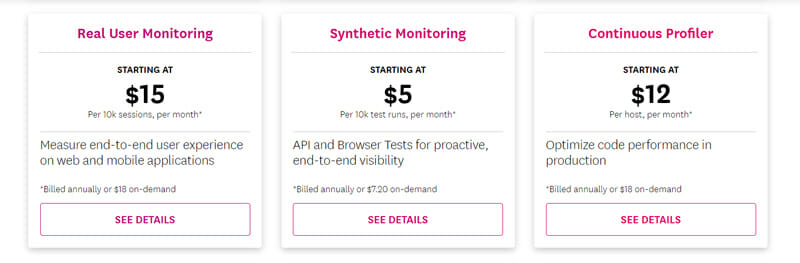 Real User Monitoring
STARTING AT
$15
Per 10k sessions, per month*
Measure end-to-end user experience
on web and mobile applications
*Billed annually or $18 on-demand
SEE DETAILS
Synthetic Monitoring
STARTING AT
$5
Per 10k test runs, per month*
API and Browser Tests for proactive,
end-to-end visibility
*Billed annually or $7.20 on-demand
SEE DETAILS
Continuous Profiler
STARTING AT
$12
Per host, per month*
Optimize code performance in
production
*Billed annually or $18 on-demand
SEE DETAILS